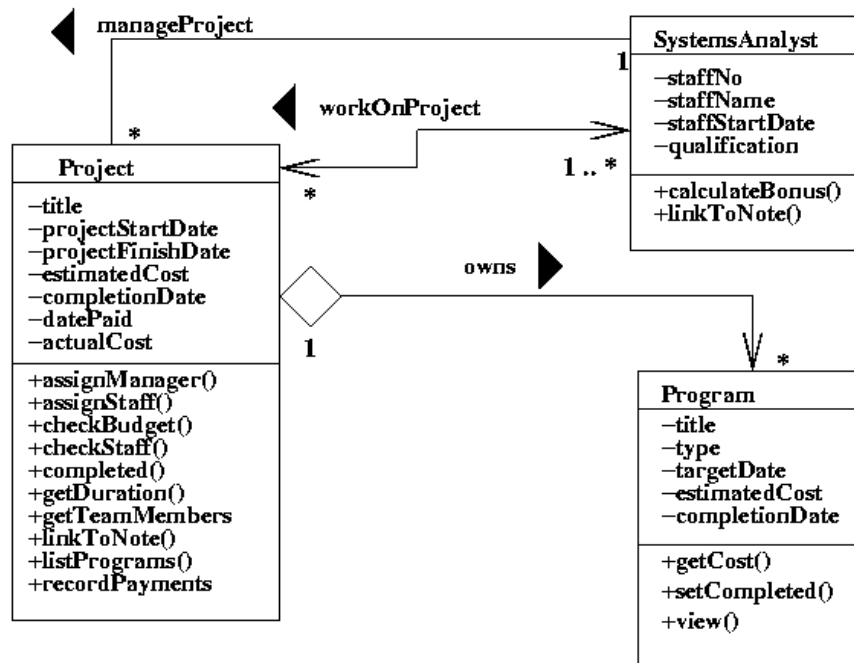 manageProject
1
*
workOnProject
*
1 .. *
SystemsAnalyst
–staffNo
–staffName
–staffStartDate
–qualification
+calculateBonus()
+linkToNote()
Project
–title
–projectStartDate
–projectFinishDate
–estimatedCost
–completionDate
–datePaid
–actualCost
+assignManager()
+assignStaff()
+checkBudget()
+checkStaff()
+completed()
+getDuration()
+getTeamMembers
+linkToNote()
+listPrograms()
+recordPayments
owns
1
*
Program
–title
–type
–targetDate
–estimatedCost
–completionDate
+getCost()
+setCompleted()
+view()